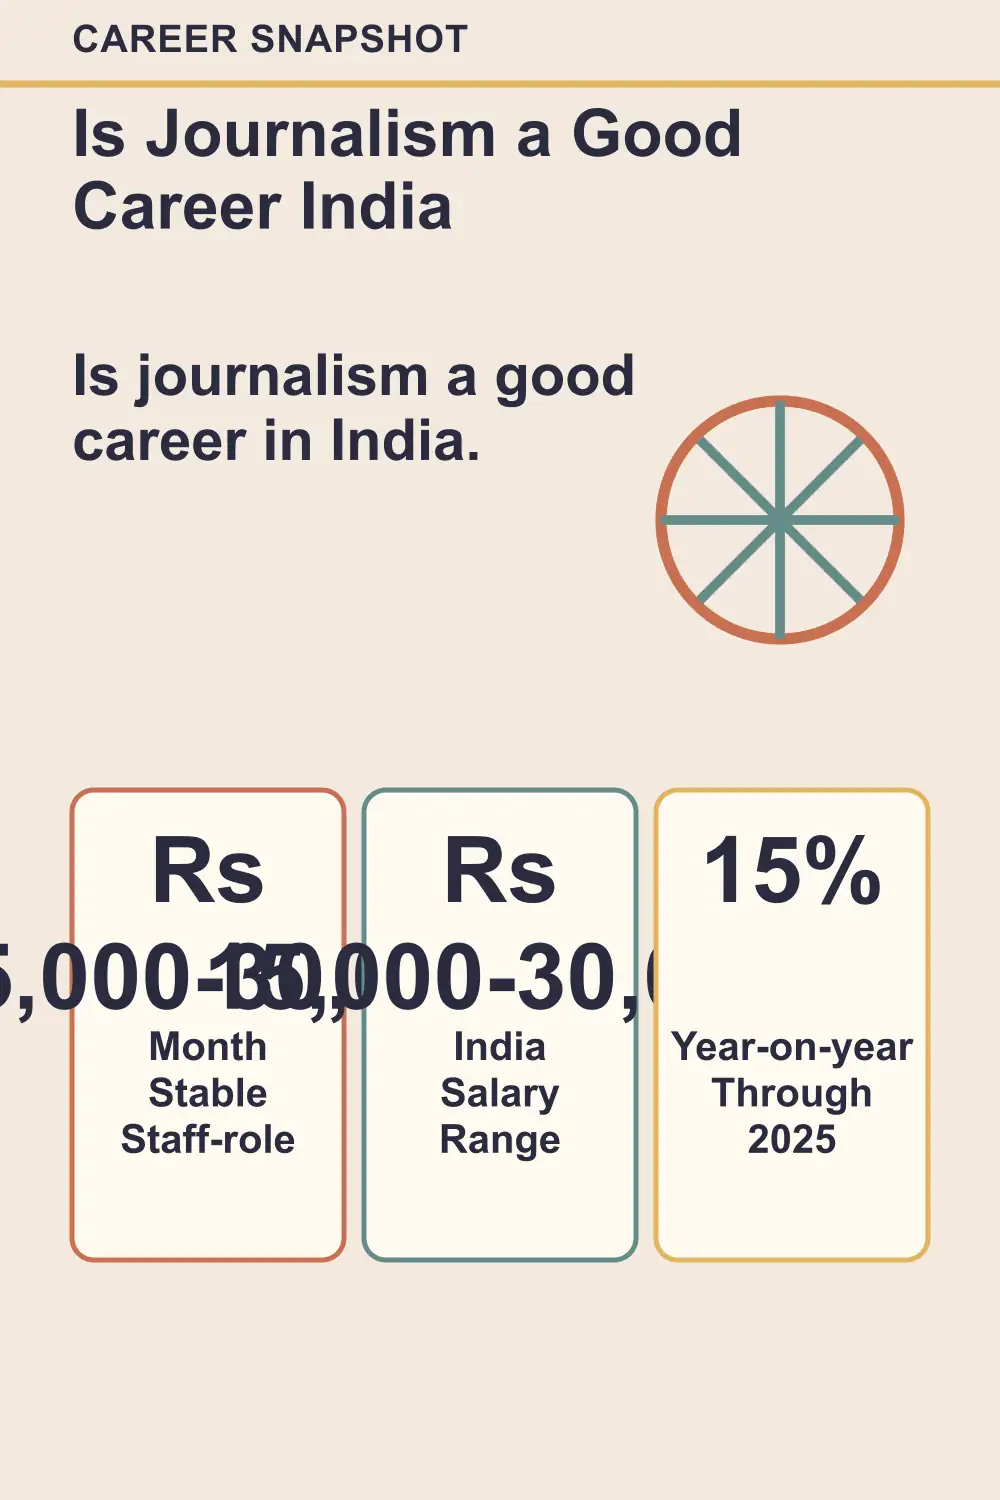 CAREER SNAPSHOT
Is Journalism a Good
Career India
Is journalism a good
career in India.
Rs
Rs
15%
Month
Stable
Staff-role
India
Salary
Range
Year-on-year
Through
2025